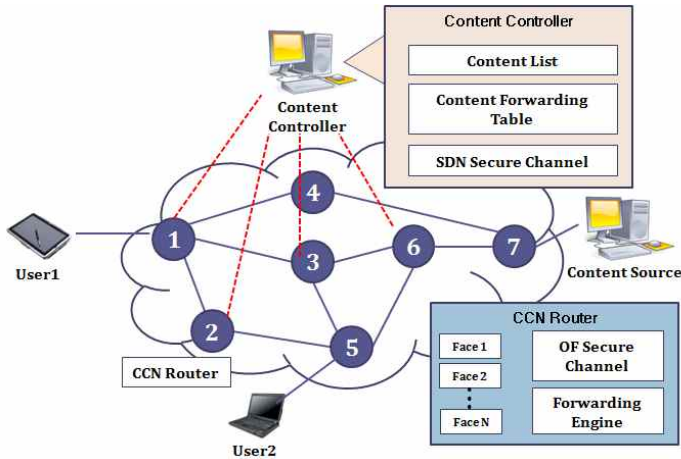 Content Controller
Content List
Content Forwarding
Table
SDN Secure Channel
Content
Controller
4
1
3
6
7
2
5
User1
Content Source
CCN Router
User2
CCN Router
Face 1
Face 2
Face N
OF Secure
Channel
Forwarding
Engine